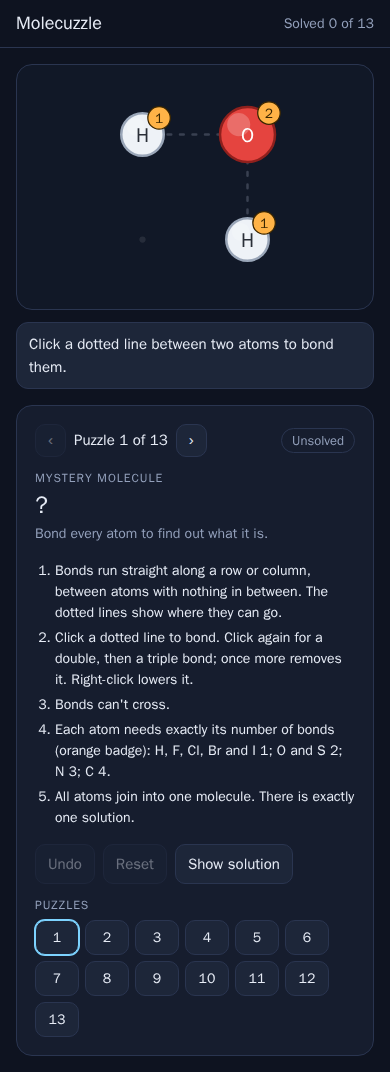 Molecuzzle
Solved 0 of 13
H
1
O
2
H
1
Click a dotted line between two atoms to bond
them.
‹
Puzzle 1 of 13
›
Unsolved
MYSTERY MOLECULE
?
Bond every atom to find out what it is.
1. Bonds run straight along a row or column,
between atoms with nothing in between. The
dotted lines show where they can go.
2. Click a dotted line to bond. Click again for a
double, then a triple bond; once more removes
it. Right-click lowers it.
3. Bonds can't cross.
4. Each atom needs exactly its number of bonds
(orange badge): H, F, Cl, Br and I 1; O and S 2;
N 3; C 4.
5. All atoms join into one molecule. There is exactly
one solution.
Undo
Reset
Show solution
PUZZLES
1 2 3 4 5 6
7 8 9 10 11 12
13